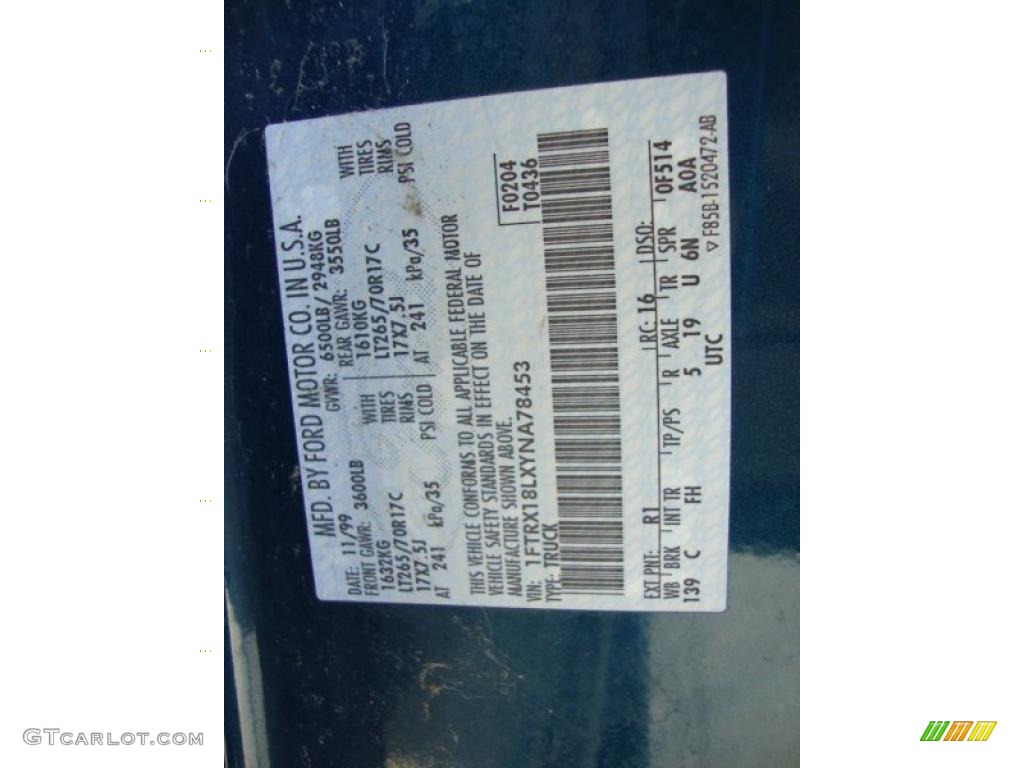 MFD. BY FORD MOTOR CO. IN U.S.A.
DATE: 11/99 GVWR: 6500LB/ 2948KG
FRONT GAWR: 3600LB REAR GAWR: 3550LB
1632KG WITH 1610KG WITH
LT265/70R17C TIRES LT265/70R17C TIRES
17X7.5J RIMS 17X7.5J RIMS
AT 241 kPa/35 PSI COLD AT 241 kPa/35 PSI COLD
THIS VEHICLE CONFORMS TO ALL APPLICABLE FEDERAL MOTOR
VEHICLE SAFETY STANDARDS IN EFFECT ON THE DATE OF
MANUFACTURE SHOWN ABOVE.
VIN: 1FTRX18LXYNA78453
TYPE: TRUCK
F0204
T0436
EXT PNT: R1 RC: 16 DSO: 0F514
WB BRK INT TR TP/PS R AXLE TR SPR
139 C FH 5 19 U 6N A0A
UTC
▽ F85B-1520472-AB
GTCARLOT.COM